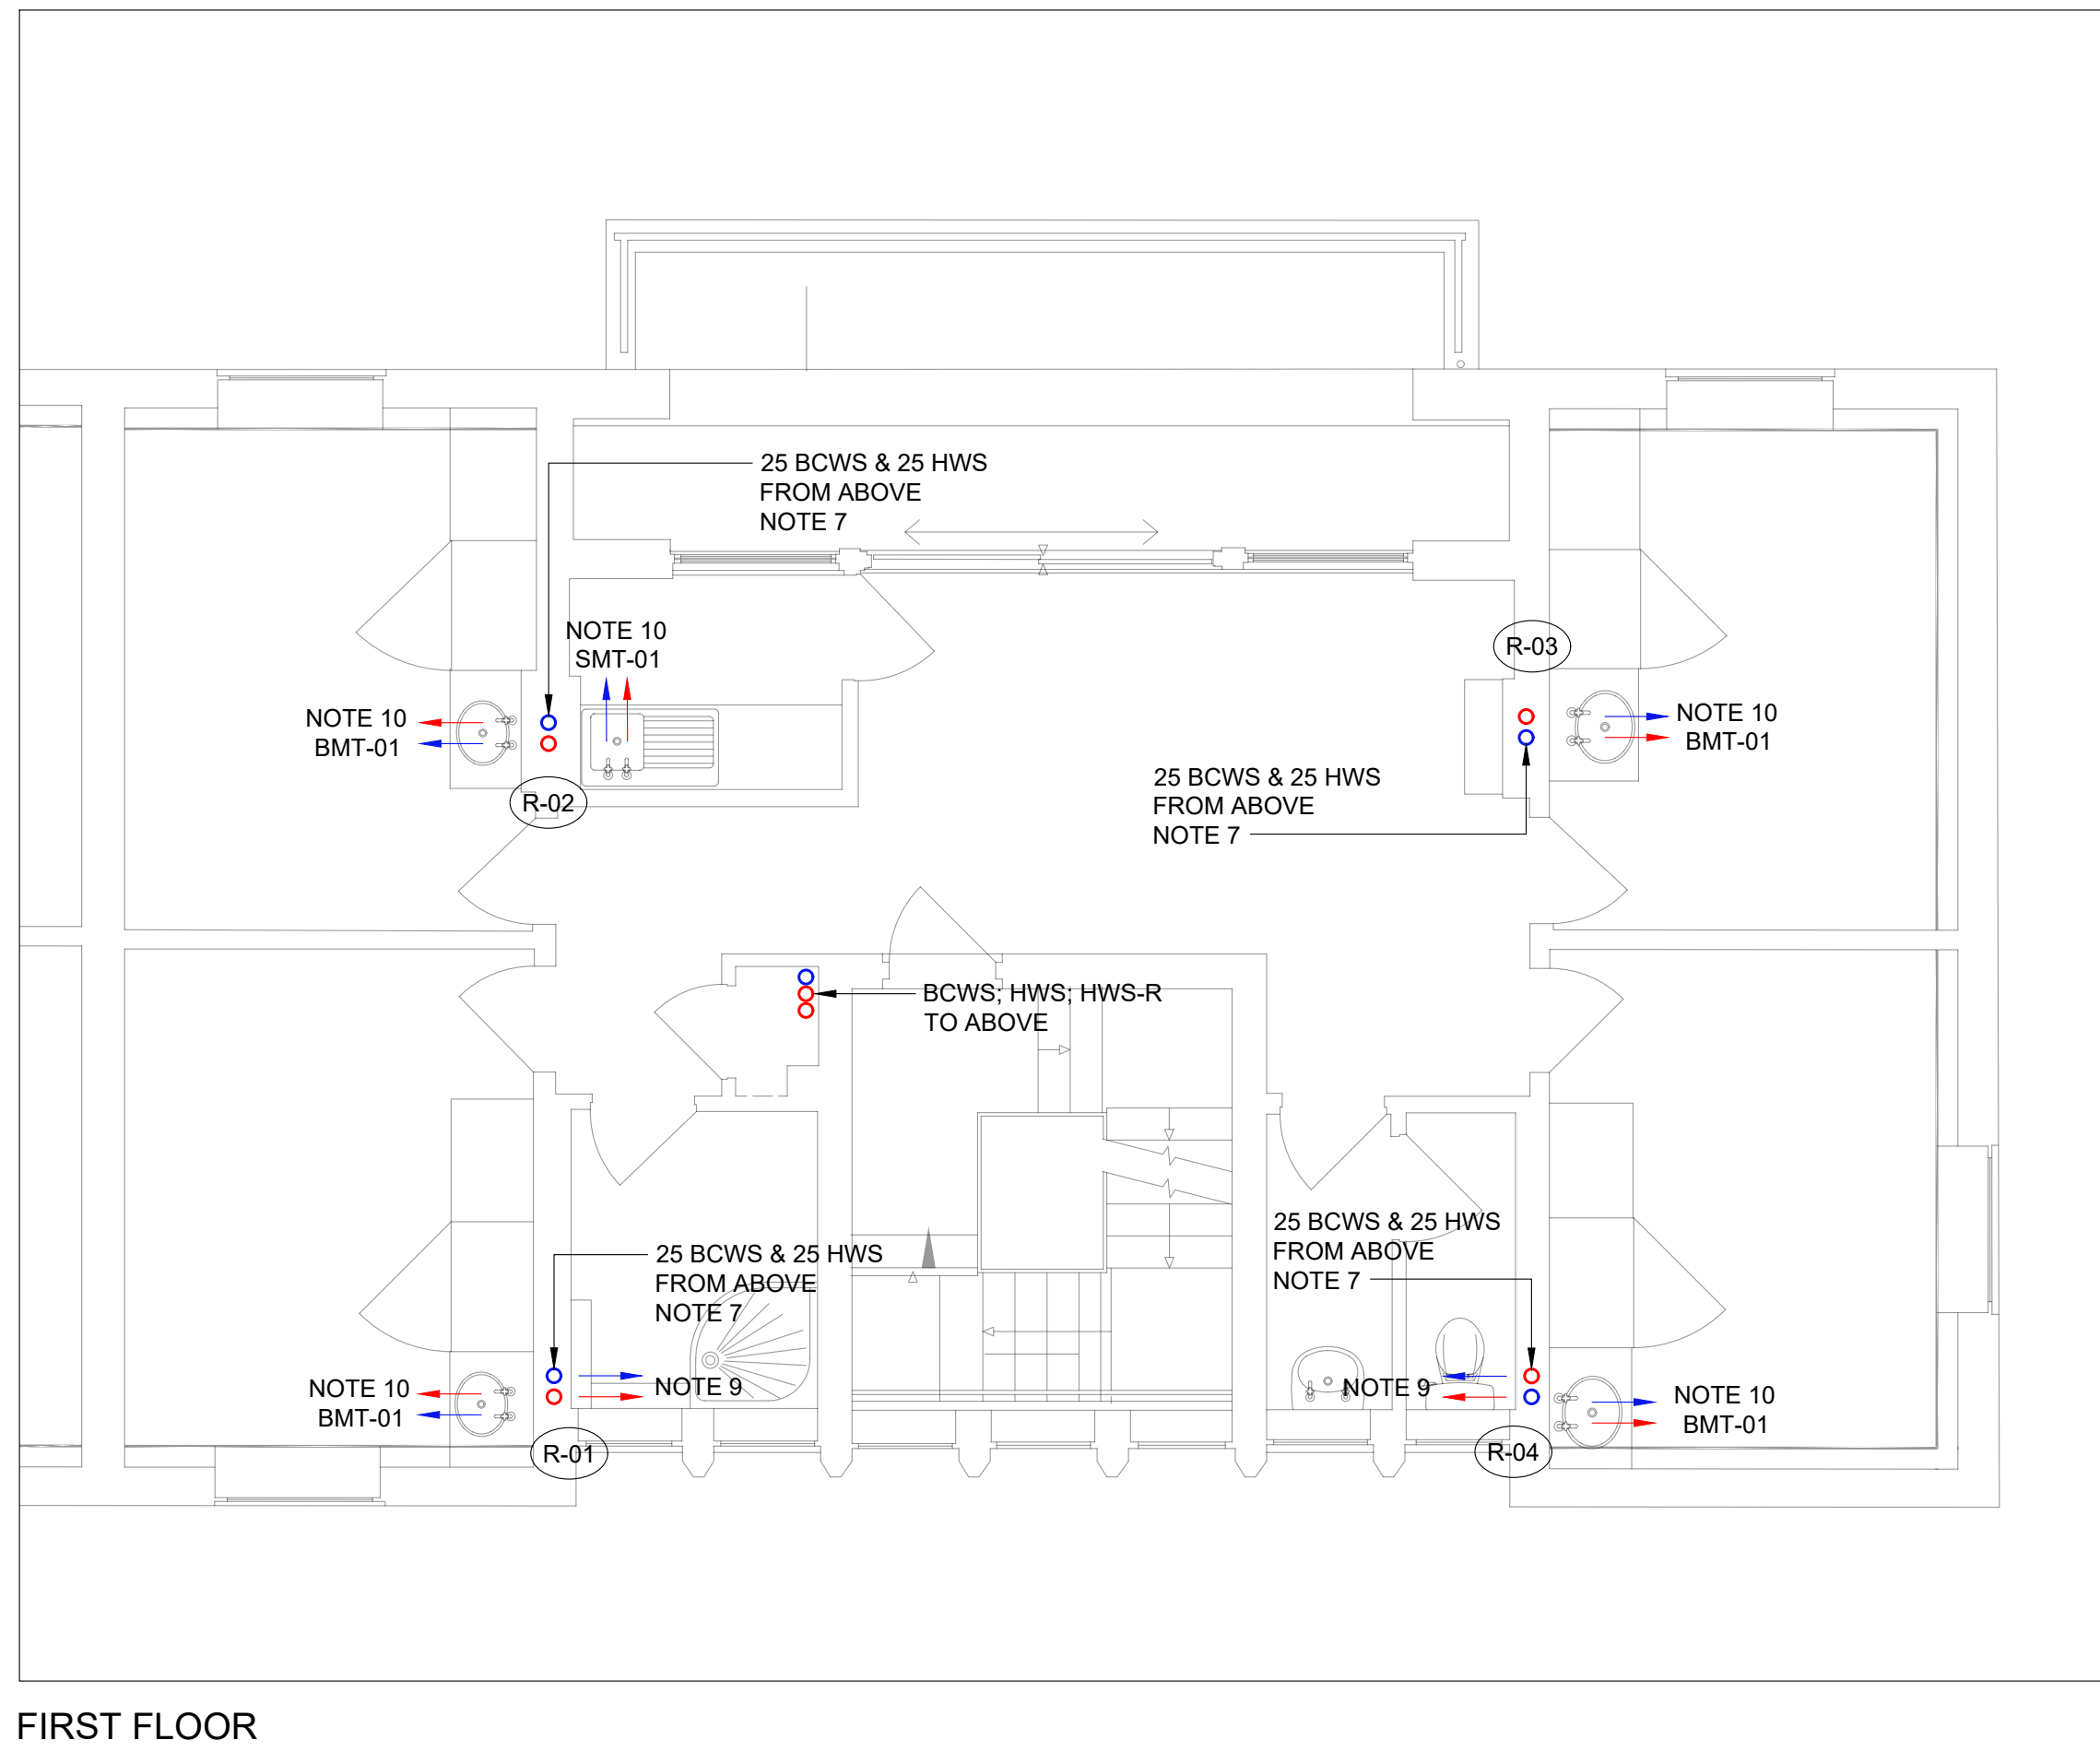 25 BCWS & 25 HWS
FROM ABOVE
NOTE 7
NOTE 10
SMT-01
R-03
NOTE 10
BMT-01
NOTE 10
BMT-01
25 BCWS & 25 HWS
FROM ABOVE
NOTE 7
R-02
BCWS; HWS; HWS-R
TO ABOVE
25 BCWS & 25 HWS
FROM ABOVE
NOTE 7
25 BCWS & 25 HWS
FROM ABOVE
NOTE 7
NOTE 10
BMT-01
NOTE 9
NOTE 9
NOTE 10
BMT-01
R-01
R-04
FIRST FLOOR